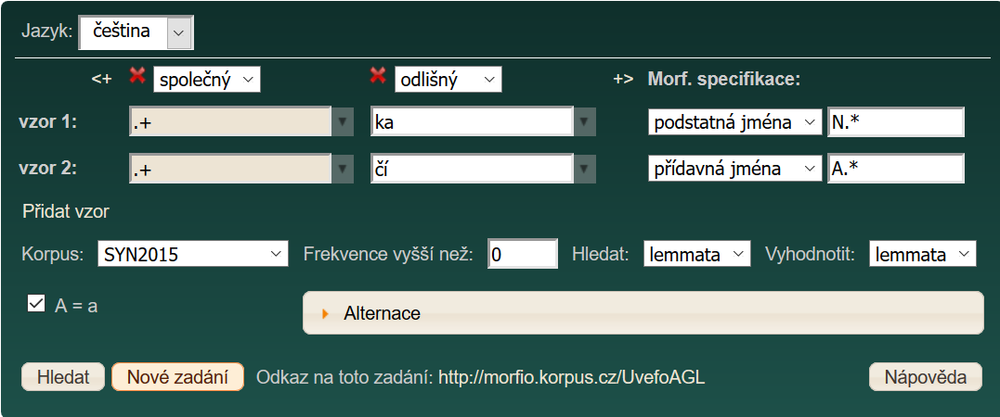 Jazyk: čeština
<+ společný odlišný +> Morf. specifikace:
vzor 1: .+ ka podstatná jména N.*
vzor 2: .+ čí přídavná jména A.*
Přidat vzor
Korpus: SYN2015 Frekvence vyšší než: 0 Hledat: lemmata Vyhodnotit: lemmata
A = a Alternace
Hledat Nové zadání Odkaz na toto zadání: http://morfio.korpus.cz/UvefoAGL Nápověda